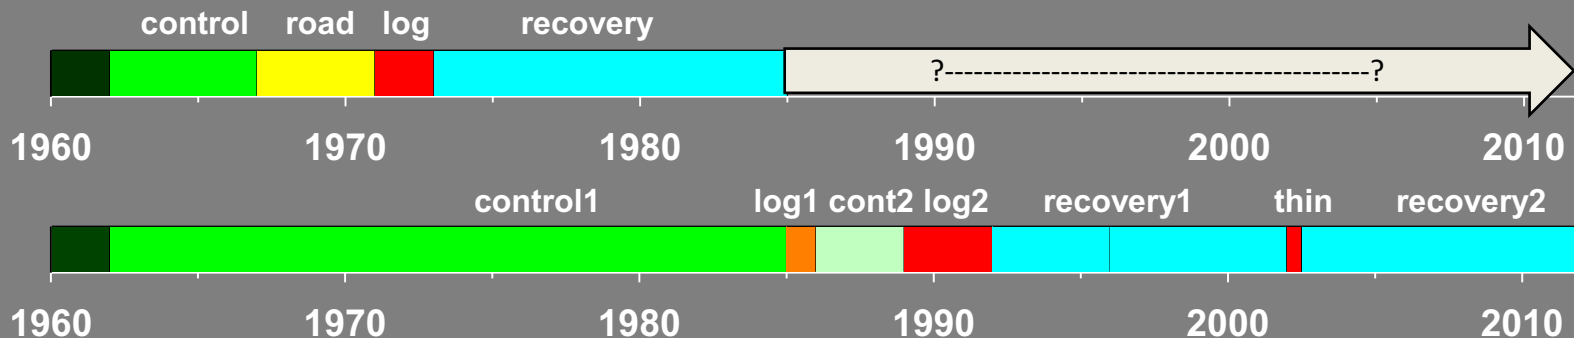 control road log recovery
?--------------------------------------------?
1960 1970 1980 1990 2000 2010
control1 log1 cont2 log2 recovery1 thin recovery2
1960 1970 1980 1990 2000 2010